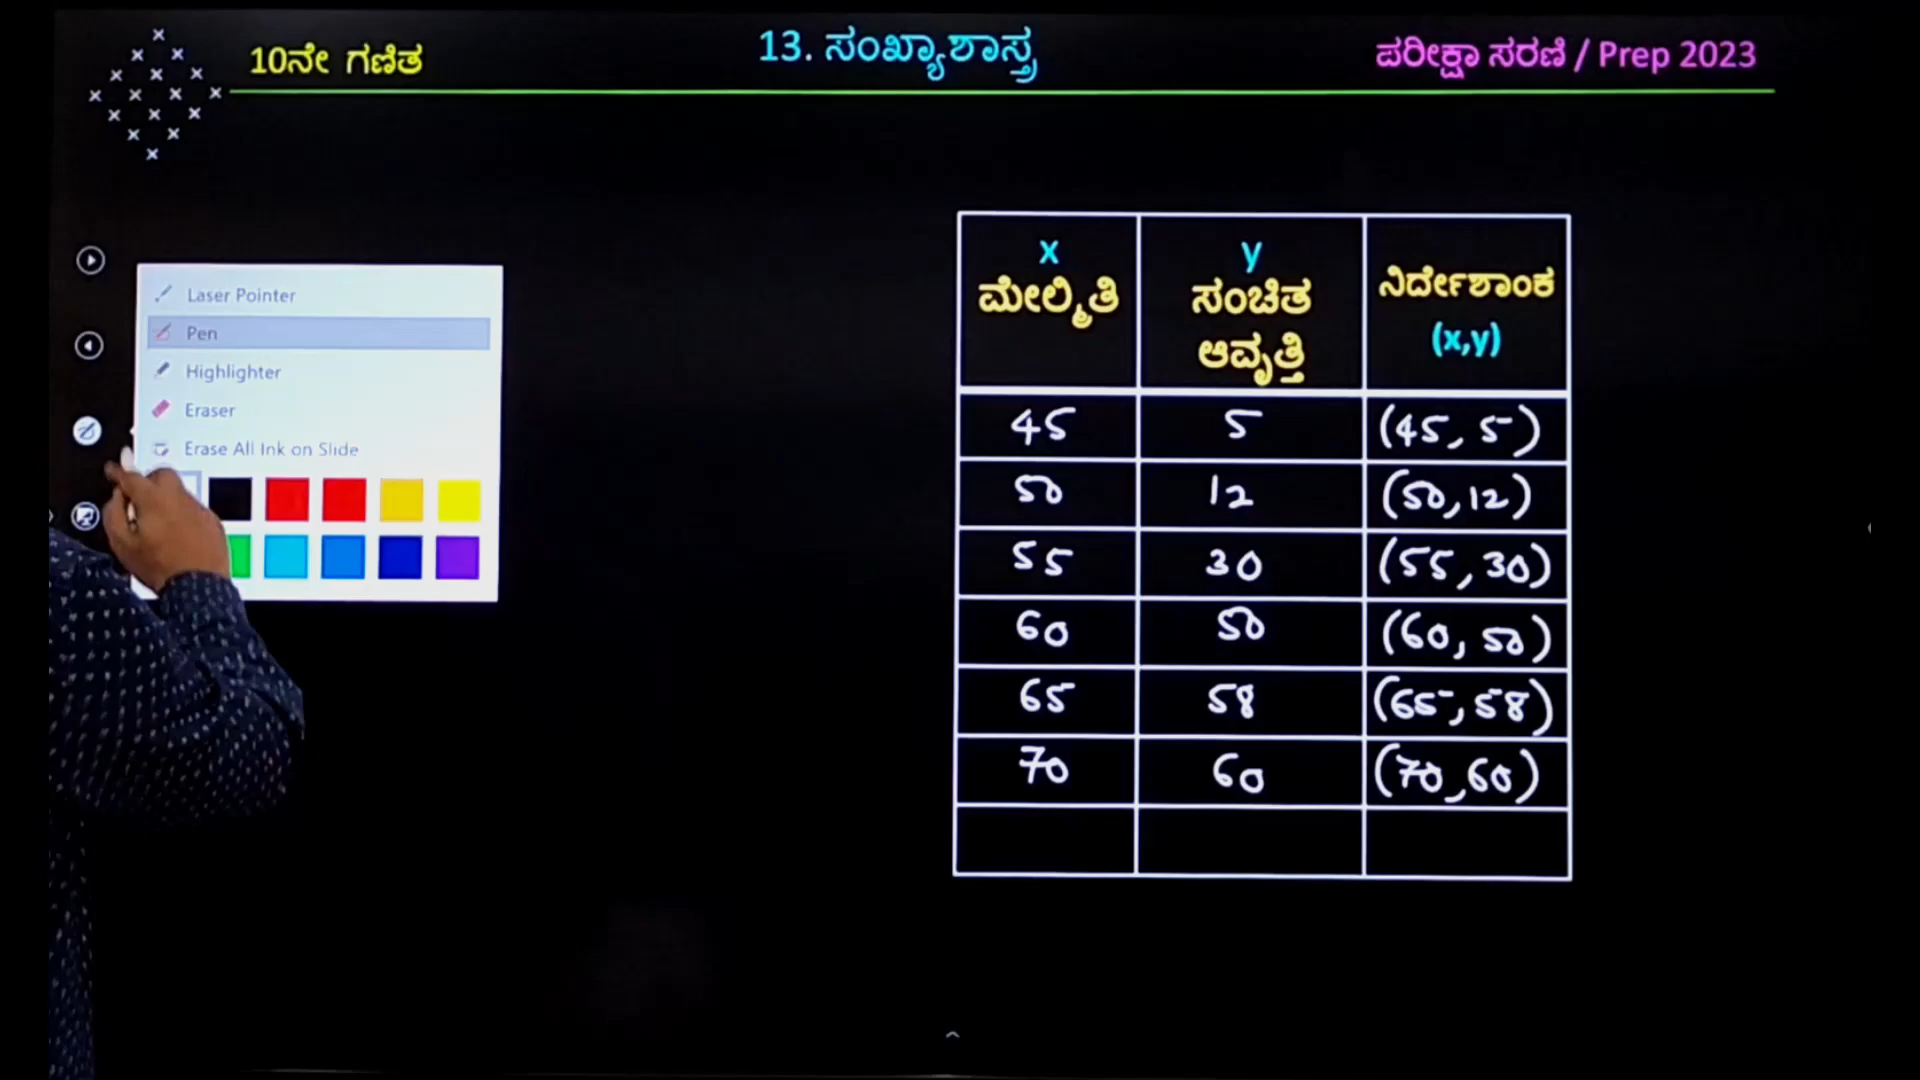 10ನೇ ಗಣಿತ
13. ಸಂಖ್ಯಾಶಾಸ್ತ್ರ
ಪರೀಕ್ಷಾ ಸರಣಿ / Prep 2023
Laser Pointer
Pen
Highlighter
Eraser
Erase All Ink on Slide
x ಮೇಲ್ಮಿತಿ
y ಸಂಚಿತ ಆವೃತ್ತಿ
ನಿರ್ದೇಶಾಂಕ (x,y)
45 5 (45, 5)
50 12 (50,12)
55 30 (55,30)
60 50 (60, 50)
65 58 (65,58)
70 60 (70,60)